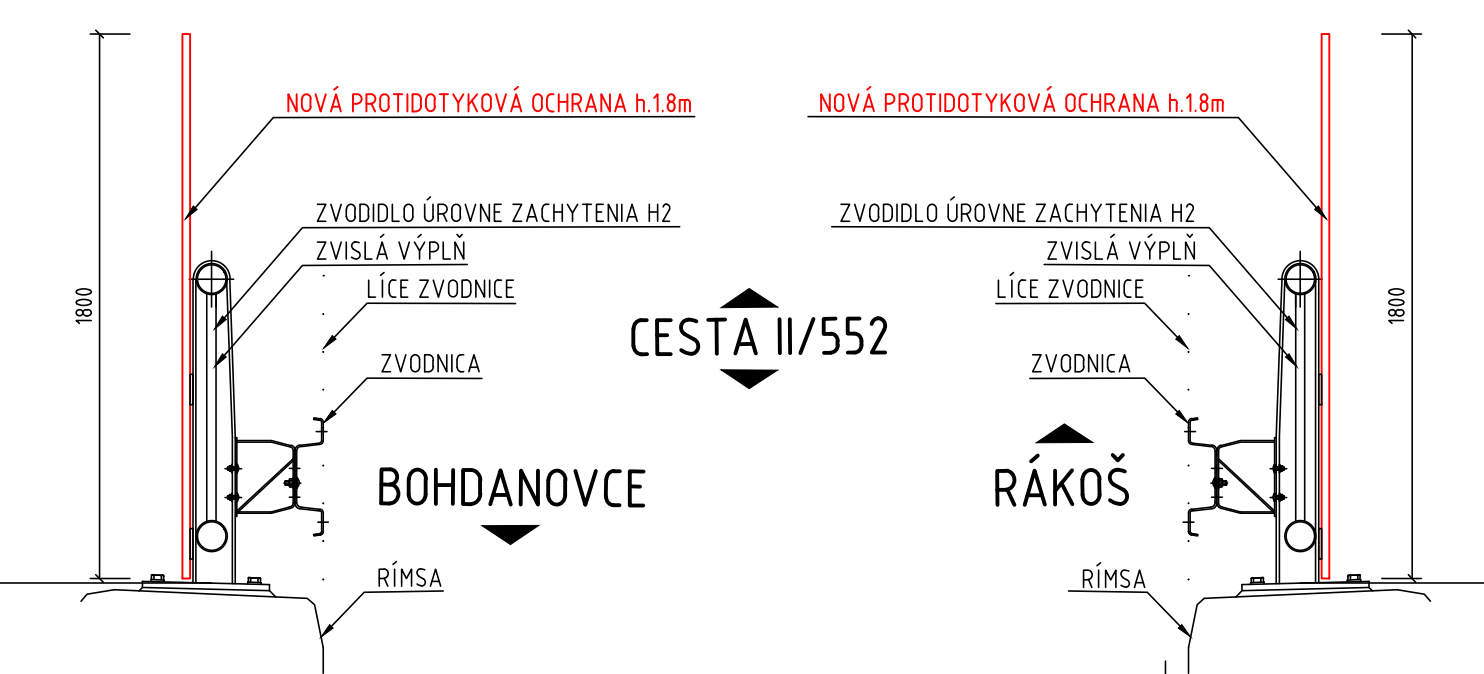 NOVÁ PROTIDOTYKOVÁ OCHRANA h.1.8m
NOVÁ PROTIDOTYKOVÁ OCHRANA h.1.8m
ZVODIDLO ÚROVNE ZACHYTENIA H2
ZVODIDLO ÚROVNE ZACHYTENIA H2
ZVISLÁ VÝPLŇ
ZVISLÁ VÝPLŇ
LÍCE ZVODNICE
LÍCE ZVODNICE
1800
1800
CESTA II/552
ZVODNICA
ZVODNICA
BOHDANOVCE
RÁKOŠ
RÍMSA
RÍMSA